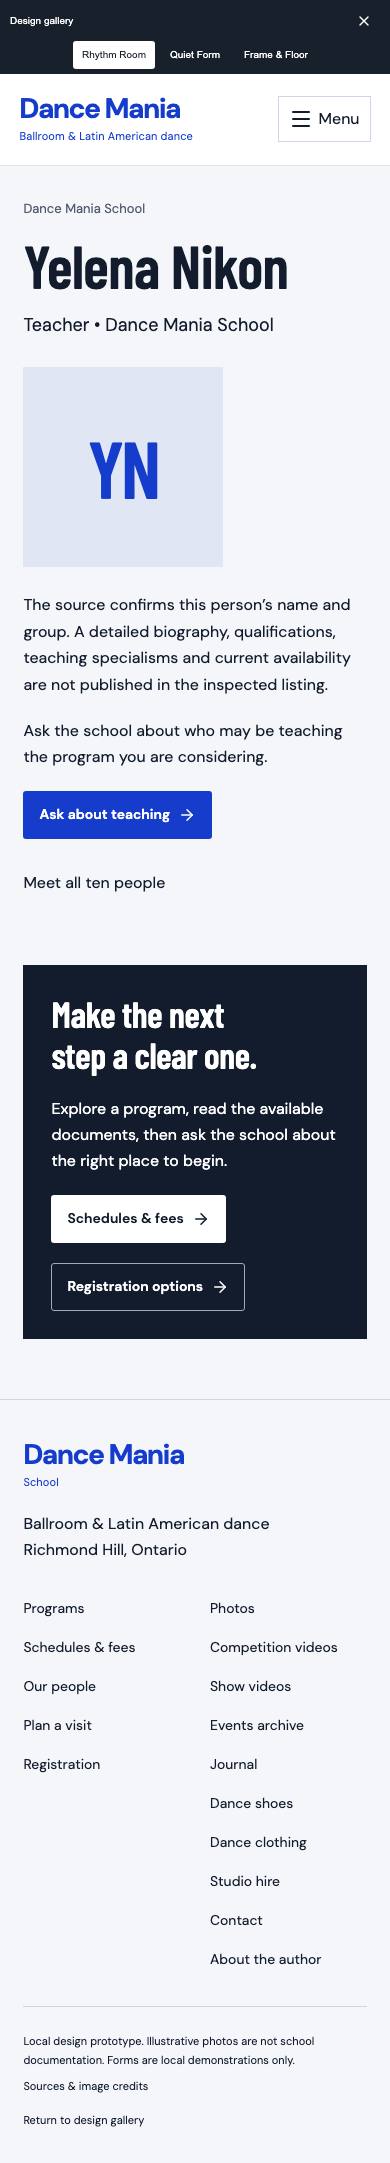 Design gallery
Rhythm Room Quiet Form Frame & Floor
Dance Mania
Ballroom & Latin American dance
Menu
Dance Mania School
Yelena Nikon
Teacher • Dance Mania School
YN
The source confirms this person’s name and
group. A detailed biography, qualifications,
teaching specialisms and current availability
are not published in the inspected listing.
Ask the school about who may be teaching
the program you are considering.
Ask about teaching →
Meet all ten people
Make the next
step a clear one.
Explore a program, read the available
documents, then ask the school about
the right place to begin.
Schedules & fees →
Registration options →
Dance Mania
School
Ballroom & Latin American dance
Richmond Hill, Ontario
Programs
Schedules & fees
Our people
Plan a visit
Registration
Photos
Competition videos
Show videos
Events archive
Journal
Dance shoes
Dance clothing
Studio hire
Contact
About the author
Local design prototype. Illustrative photos are not school
documentation. Forms are local demonstrations only.
Sources & image credits
Return to design gallery